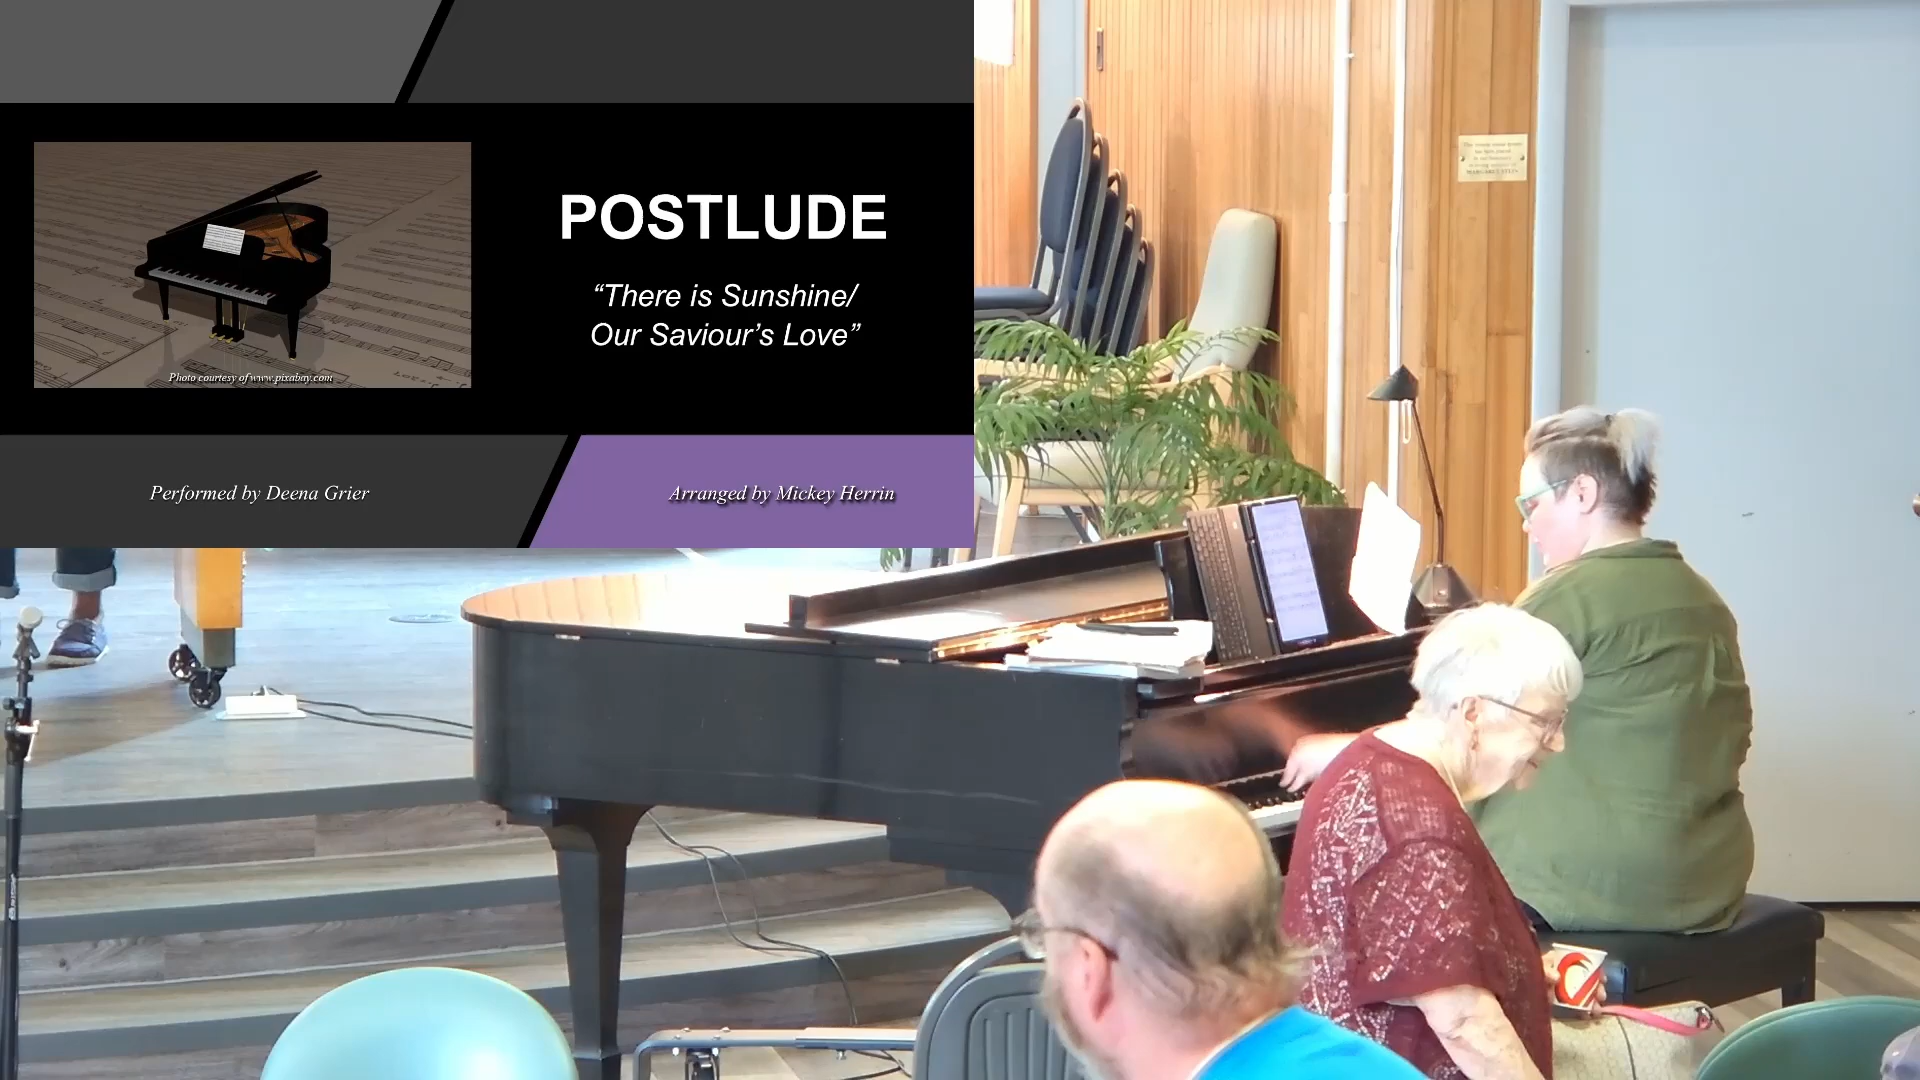 POSTLUDE
“There is Sunshine/
Our Saviour’s Love”
Photo courtesy of www.pixabay.com
Performed by Deena Grier
Arranged by Mickey Herrin